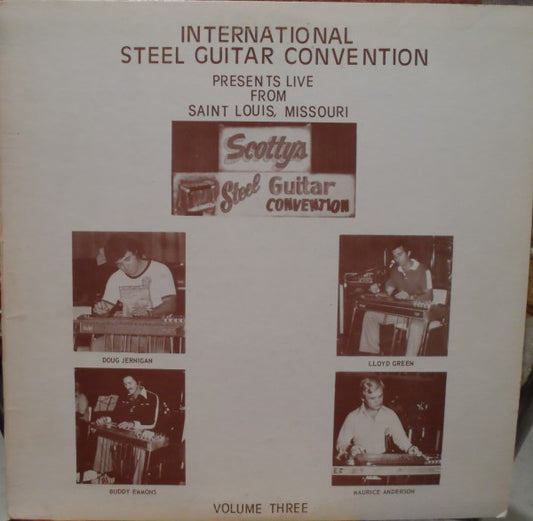 INTERNATIONAL
STEEL GUITAR CONVENTION
PRESENTS LIVE
FROM
SAINT LOUIS, MISSOURI
Scotty's
Steel Guitar
CONVENTION
DOUG JERNIGAN
LLOYD GREEN
BUDDY EMMONS
MAURICE ANDERSON
VOLUME THREE